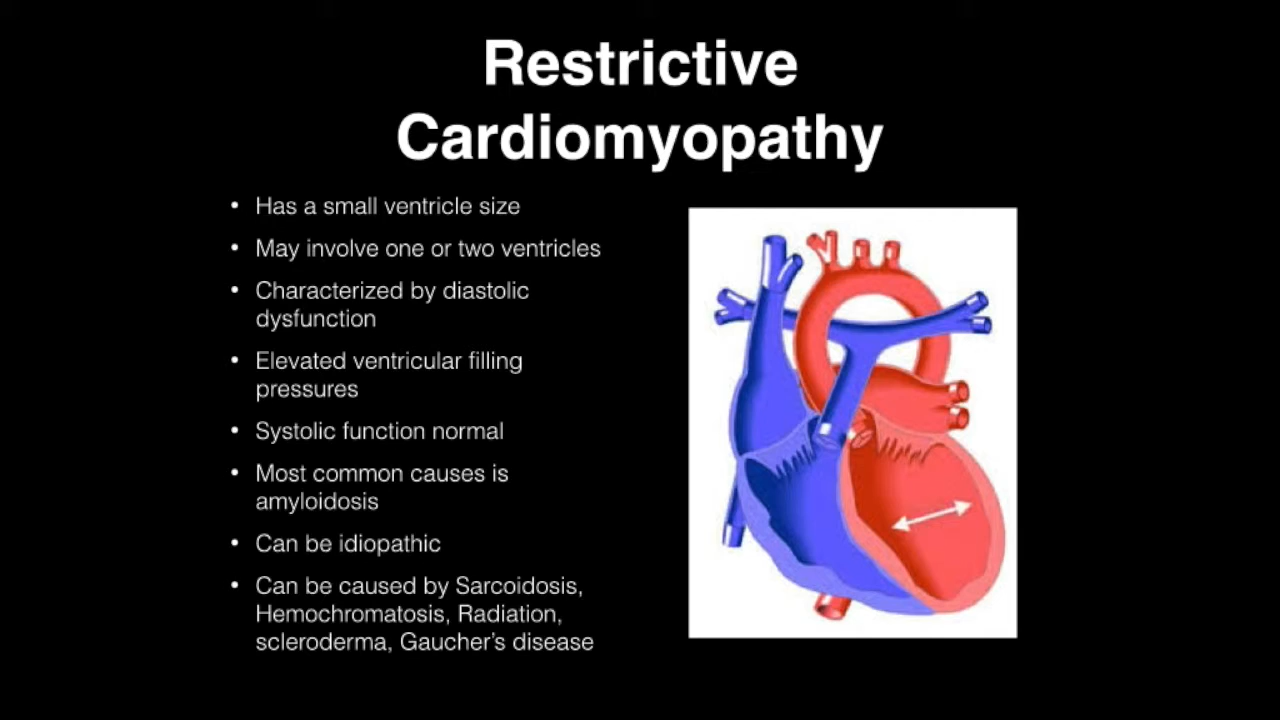 Restrictive
Cardiomyopathy
• Has a small ventricle size
• May involve one or two ventricles
• Characterized by diastolic
dysfunction
• Elevated ventricular filling
pressures
• Systolic function normal
• Most common causes is
amyloidosis
• Can be idiopathic
• Can be caused by Sarcoidosis,
Hemochromatosis, Radiation,
scleroderma, Gaucher's disease